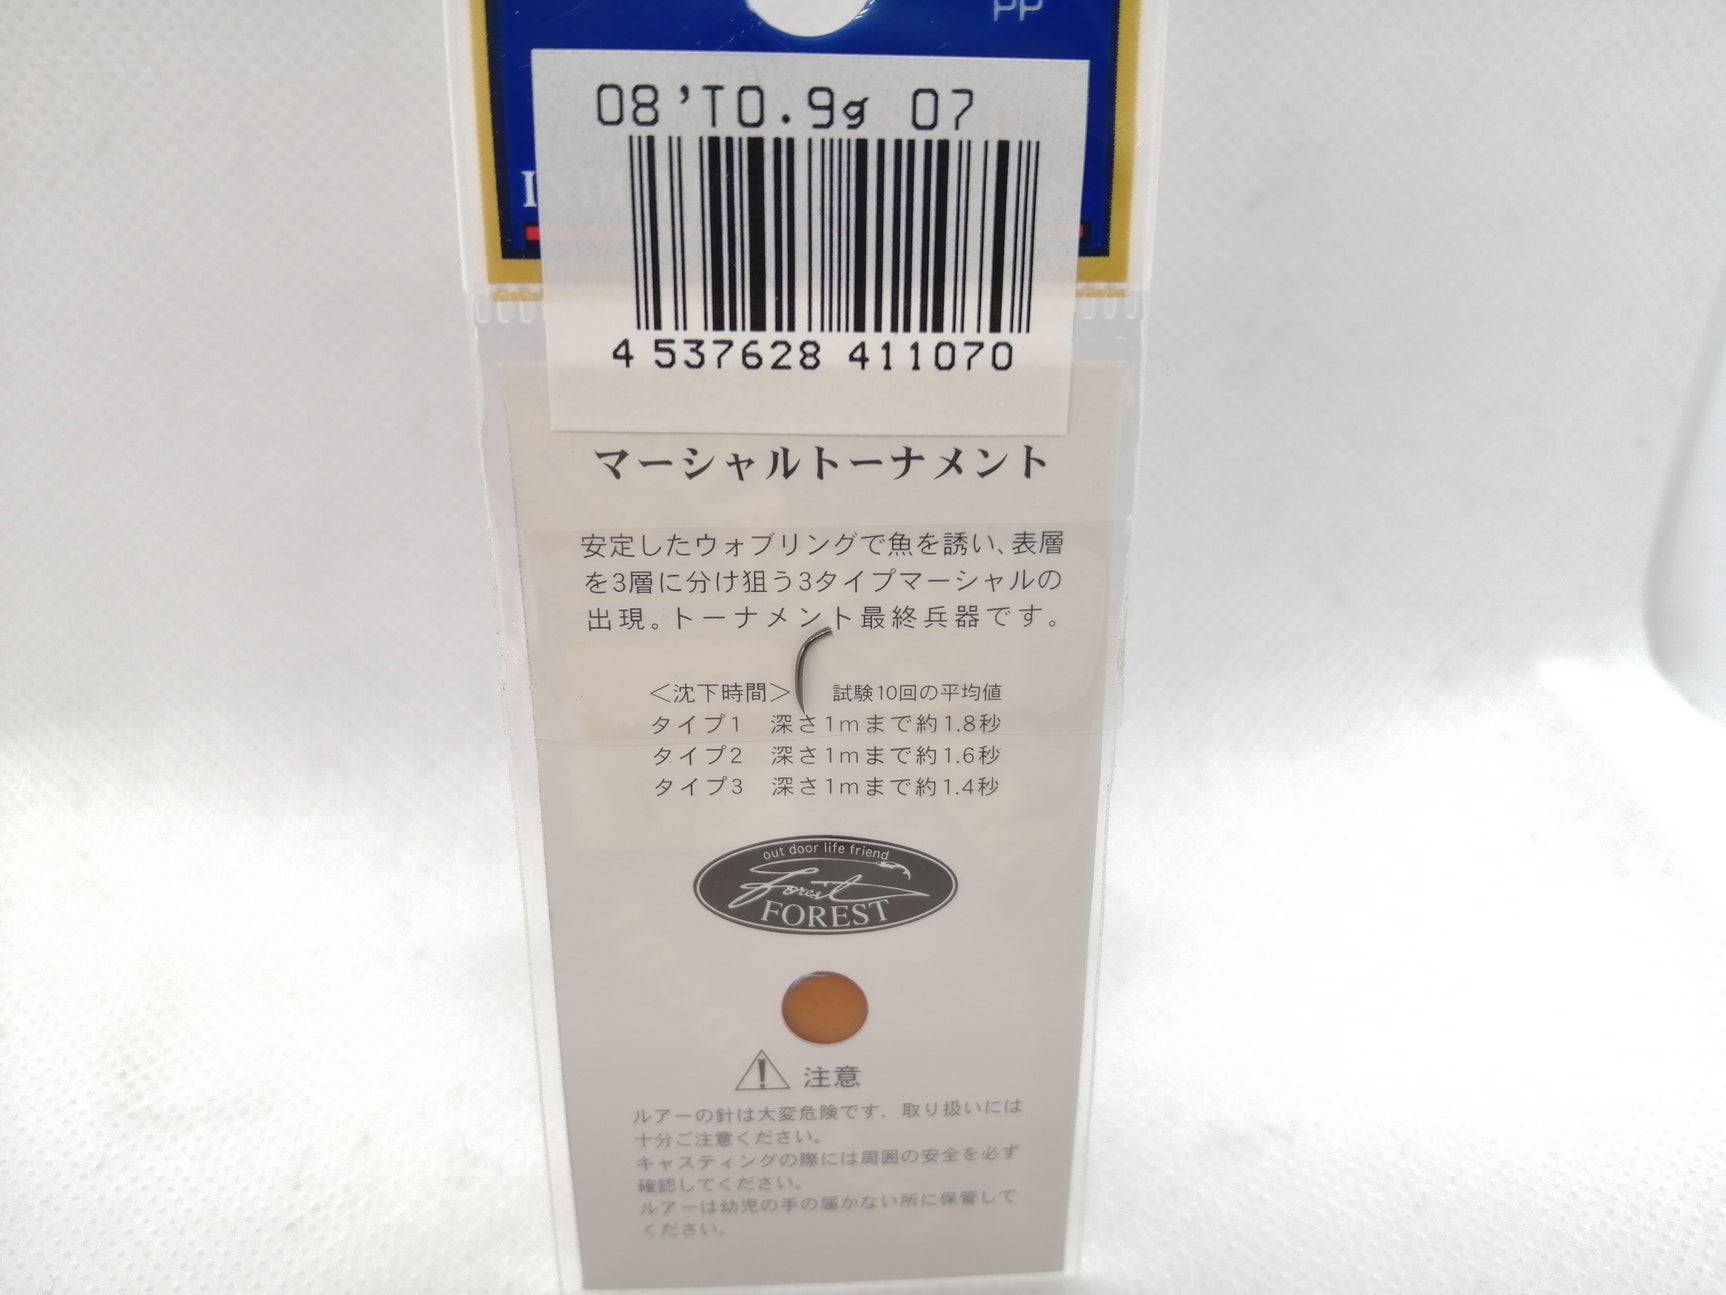 PP
08'T0.9g 07
4 537628 411070
マーシャルトーナメント
安定したウォブリングで魚を誘い、表層
を3層に分け狙う3タイプマーシャルの
出現。トーナメント最終兵器です。
＜沈下時間＞ 試験10回の平均値
タイプ1 深さ1mまで約1.8秒
タイプ2 深さ1mまで約1.6秒
タイプ3 深さ1mまで約1.4秒
out door life friend
Forest
FOREST
注意
ルアーの針は大変危険です、取り扱いには
十分ご注意ください。
キャスティングの際には周囲の安全を必ず
確認してください。
ルアーは幼児の手の届かない所に保管して
ください。